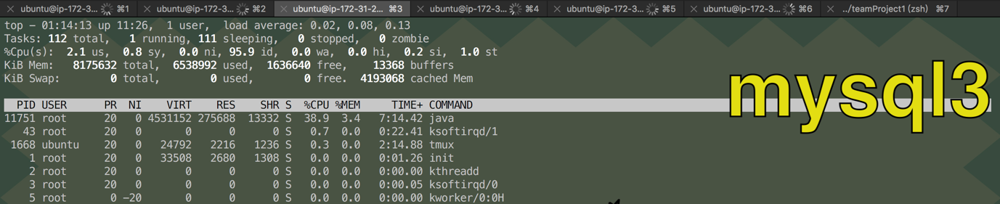 ubuntu@ip-172-3... ⌘1 ubuntu@ip-172-3... ⌘2 ubuntu@ip-172-31-2... ⌘3 ubuntu@ip-172-3... ⌘4 ubuntu@ip-172-3... ⌘5 ubuntu@ip-172-3... ⌘6 ../teamProject1 (zsh) ⌘7
top - 01:14:13 up 11:26,  1 user,  load average: 0.02, 0.08, 0.13
Tasks: 112 total,   1 running, 111 sleeping,   0 stopped,   0 zombie
%Cpu(s):  2.1 us,  0.8 sy,  0.0 ni, 95.9 id,  0.0 wa,  0.0 hi,  0.2 si,  1.0 st
KiB Mem:   8175632 total,  6538992 used,  1636640 free,    13368 buffers
KiB Swap:        0 total,        0 used,        0 free.  4193068 cached Mem
mysql3
PID USER      PR  NI    VIRT    RES    SHR S  %CPU %MEM     TIME+ COMMAND
11751 root      20   0 4531152 275688  13332 S  38.9  3.4   7:14.42 java
43 root      20   0       0      0      0 S   0.7  0.0   0:22.41 ksoftirqd/1
1668 ubuntu    20   0   24792   2216   1236 S   0.3  0.0   2:14.88 tmux
1 root      20   0   33508   2680   1308 S   0.0  0.0   0:01.26 init
2 root      20   0       0      0      0 S   0.0  0.0   0:00.00 kthreadd
3 root      20   0       0      0      0 S   0.0  0.0   0:00.05 ksoftirqd/0
5 root       0 -20       0      0      0 S   0.0  0.0   0:00.00 kworker/0:0H